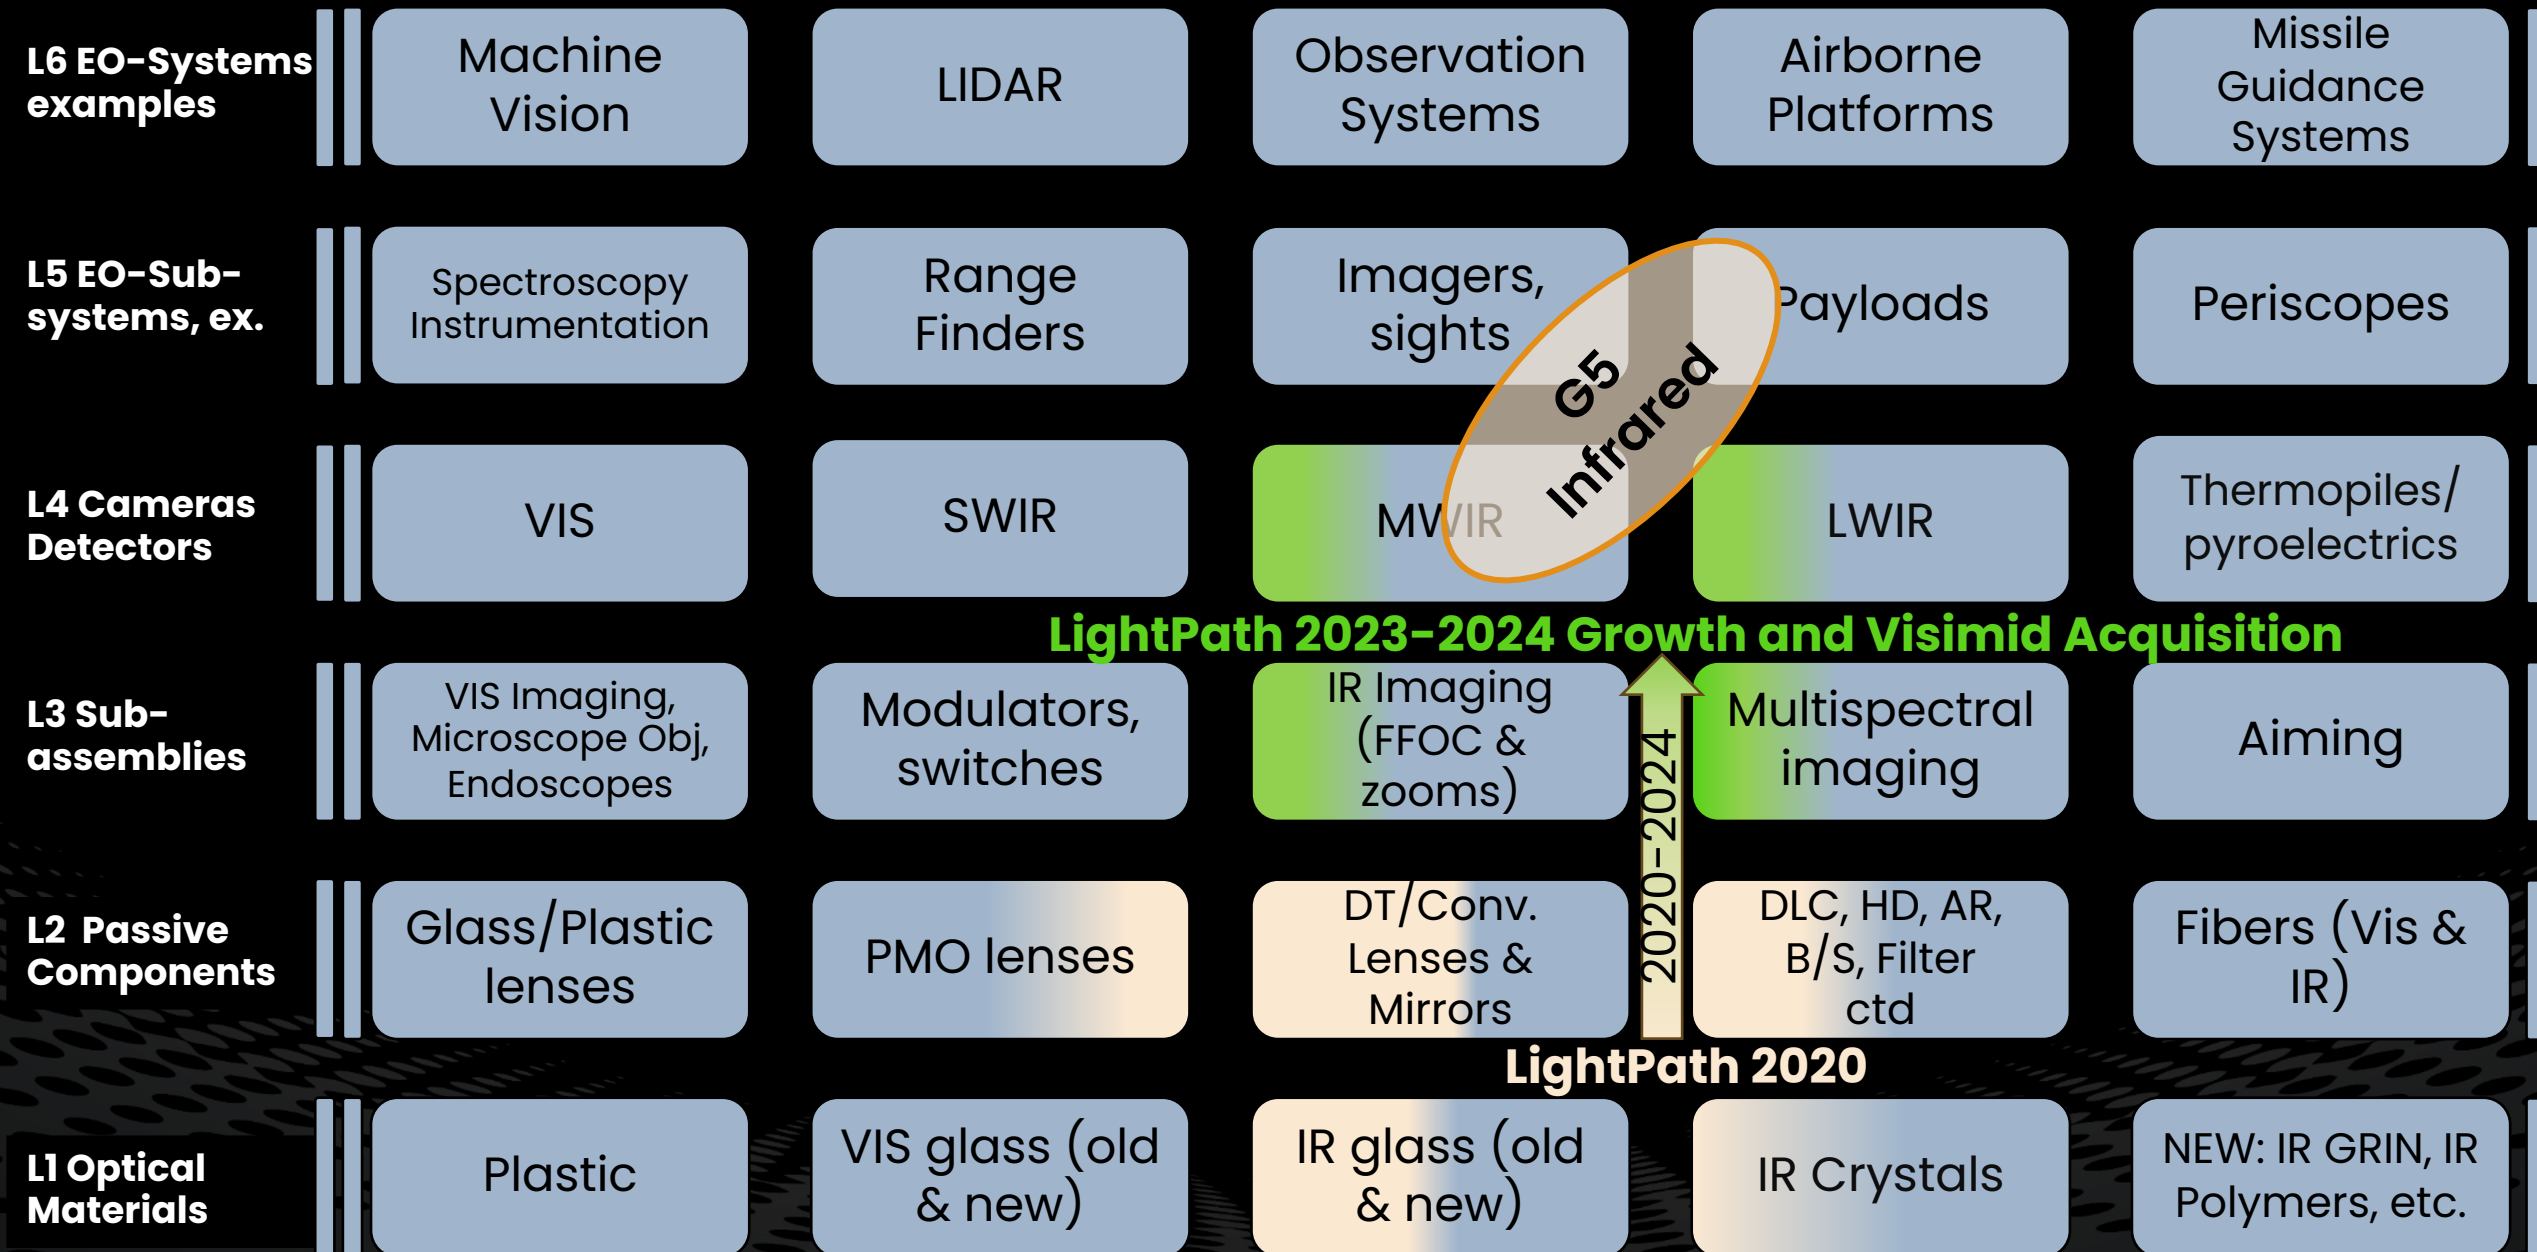 L6 EO-Systems
examples
Machine
Vision
LIDAR
Observation
Systems
Airborne
Platforms
Missile
Guidance
Systems
L5 EO-Sub-
systems, ex.
Spectroscopy
Instrumentation
Range
Finders
Imagers,
sights
Payloads
Periscopes
G5
Infrared
L4 Cameras
Detectors
VIS
SWIR
MWIR
LWIR
Thermopiles/
pyroelectrics
LightPath 2023-2024 Growth and Visimid Acquisition
L3 Sub-
assemblies
VIS Imaging,
Microscope Obj,
Endoscopes
Modulators,
switches
IR Imaging
(FFOC &
zooms)
2020-2024
Multispectral
imaging
Aiming
L2 Passive
Components
Glass/Plastic
lenses
PMO lenses
DT/Conv.
Lenses &
Mirrors
DLC, HD, AR,
B/S, Filter
ctd
Fibers (Vis &
IR)
LightPath 2020
L1 Optical
Materials
Plastic
VIS glass (old
& new)
IR glass (old
& new)
IR Crystals
NEW: IR GRIN, IR
Polymers, etc.